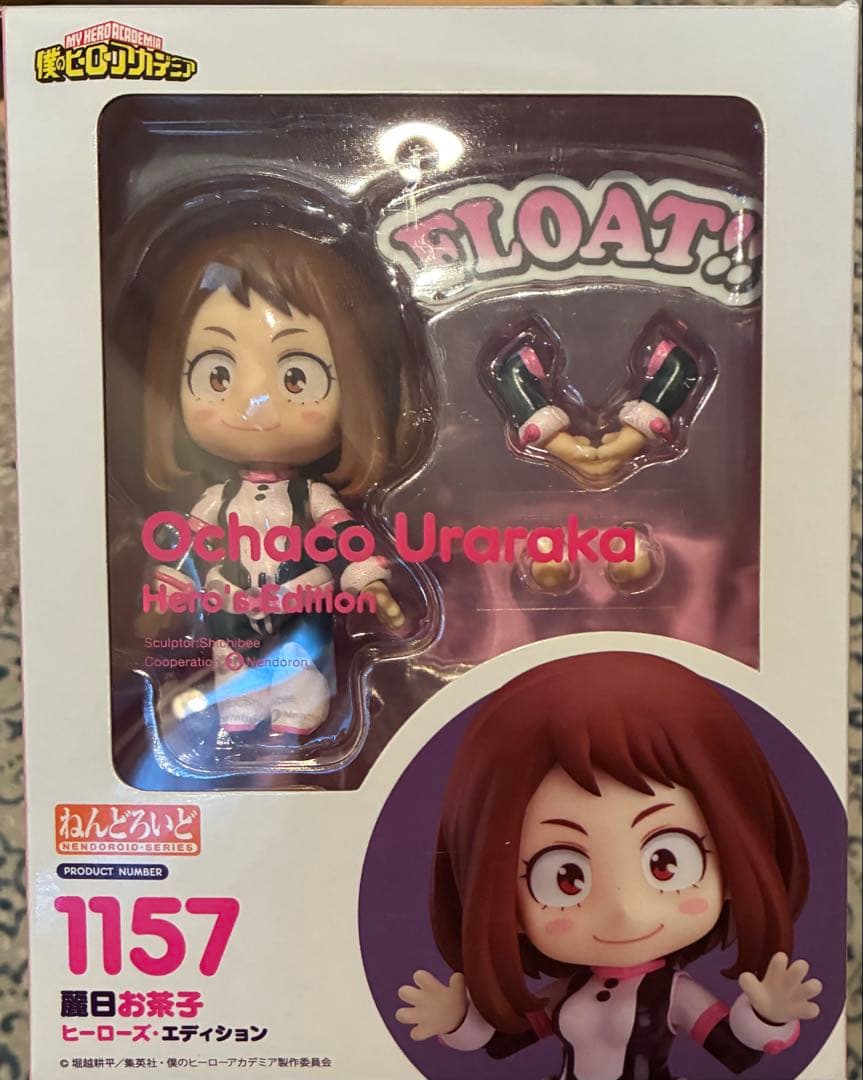 MY HERO ACADEMIA
僕のヒーローアカデミア
FLOAT!!
Ochaco Uraraka
Hero's Edition
Sculptor:Shichibee
Cooperation Nendoron
ねんどろいど
NENDOROID·SERIES
PRODUCT NUMBER
1157
麗日お茶子
ヒーローズ・エディション
© 堀越耕平／集英社・僕のヒーローアカデミア製作委員会